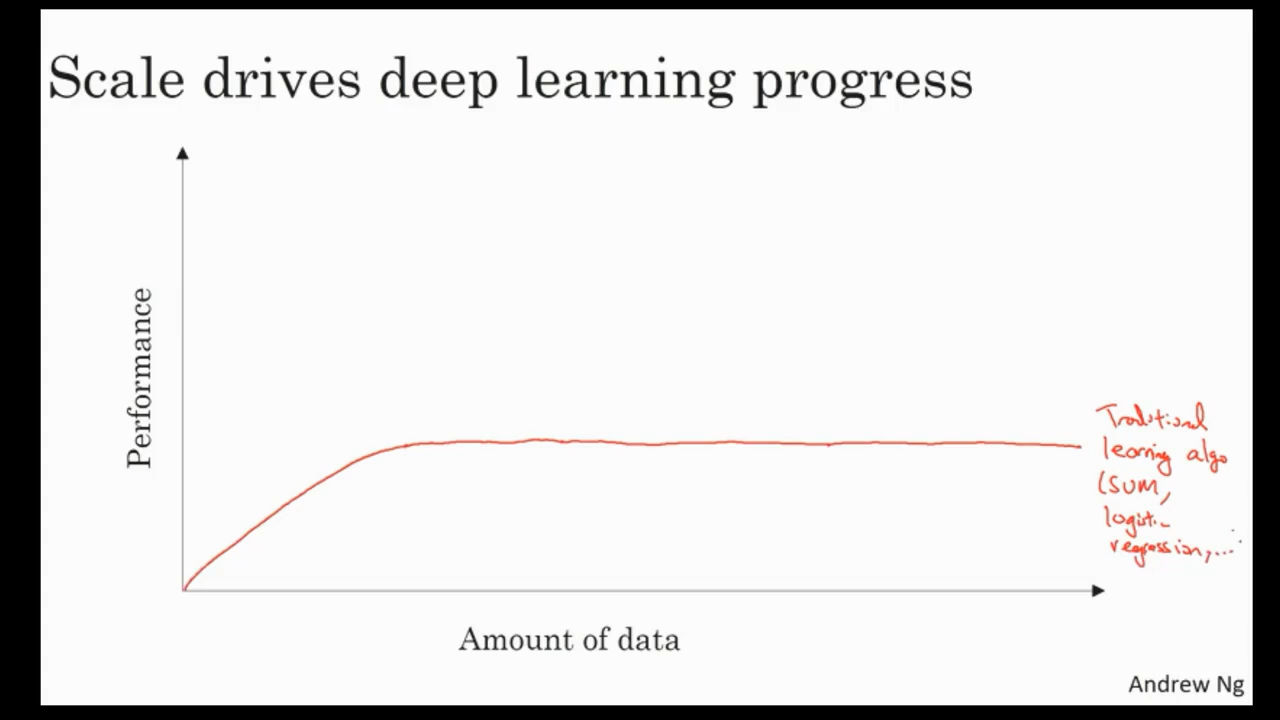 Scale drives deep learning progress
Performance
Traditional
learning algo
(SVM,
logistic
regression,...
Amount of data
Andrew Ng